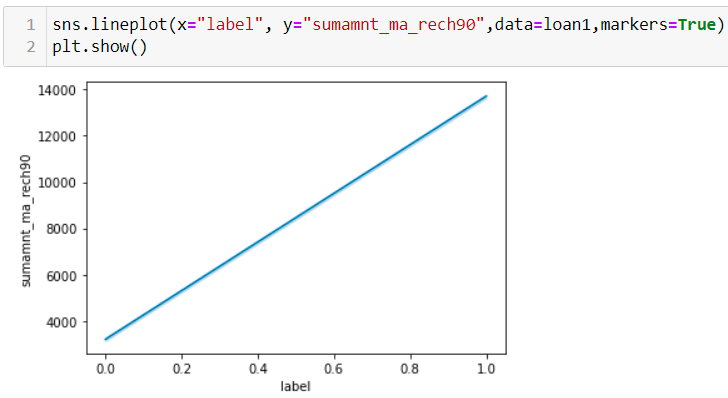 1 sns.lineplot(x="label", y="sumamnt_ma_rech90",data=loan1,markers=True)
2 plt.show()
14000
12000
10000
8000
6000
4000
sumamnt_ma_rech90
0.0 0.2 0.4 0.6 0.8 1.0
label